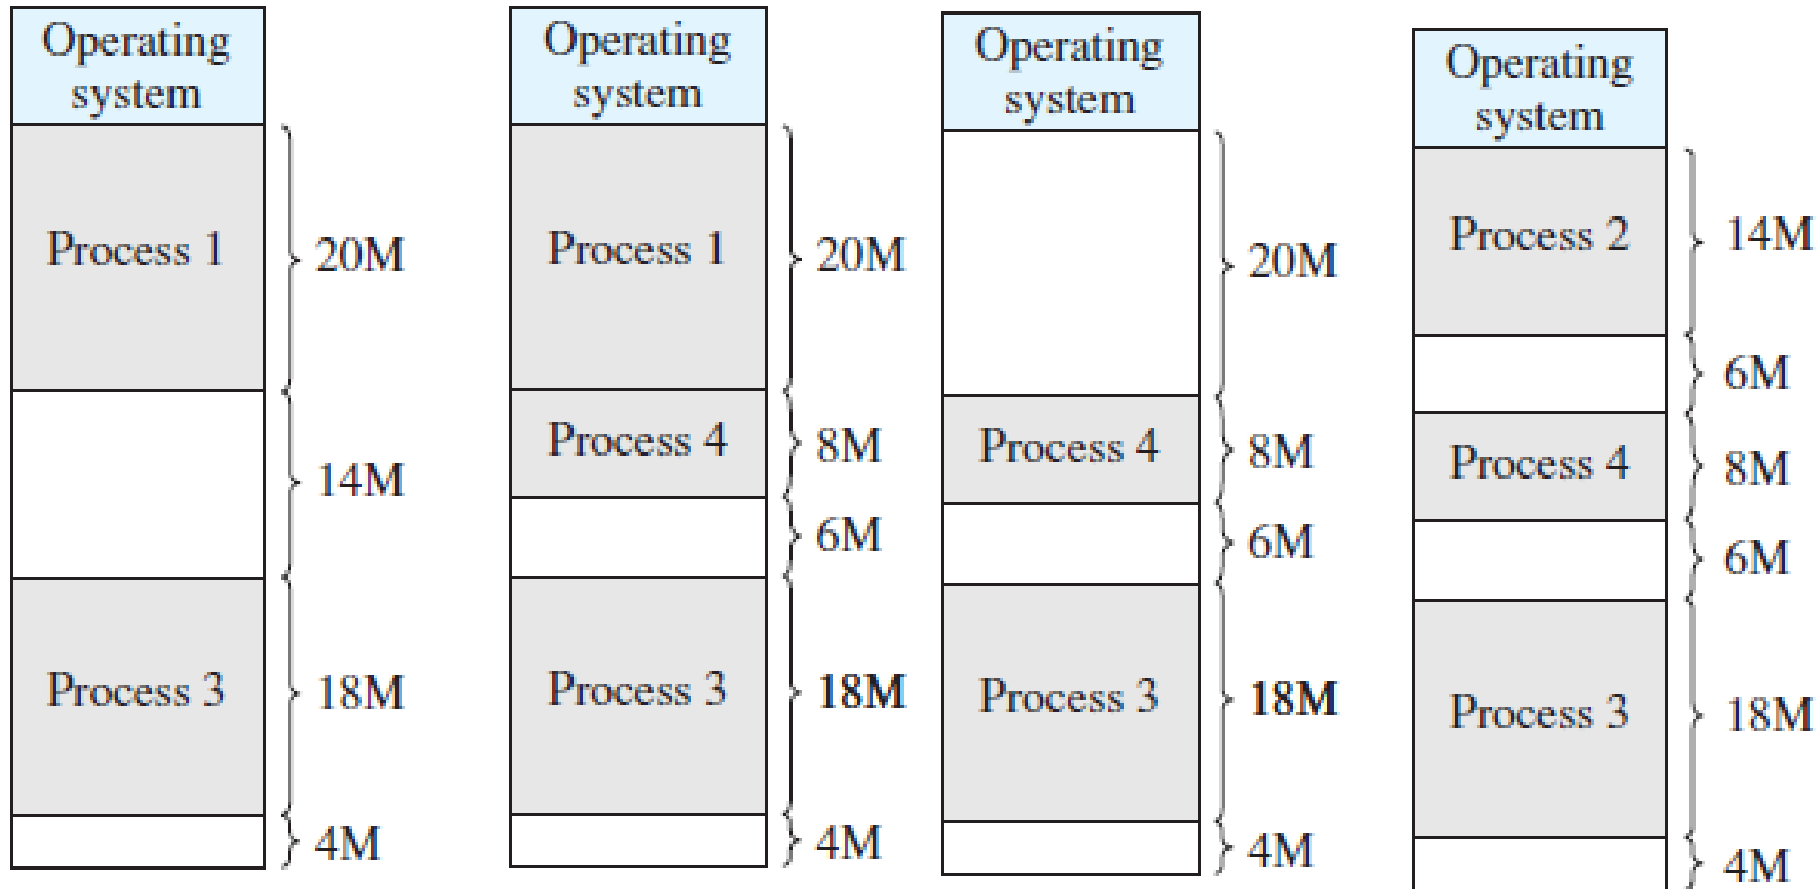 Operating
system
Process 1
20M
14M
Process 3
18M
4M
Operating
system
Process 1
20M
Process 4
8M
6M
Process 3
18M
4M
Operating
system
20M
Process 4
8M
6M
Process 3
18M
4M
Operating
system
Process 2
14M
6M
Process 4
8M
6M
Process 3
18M
4M